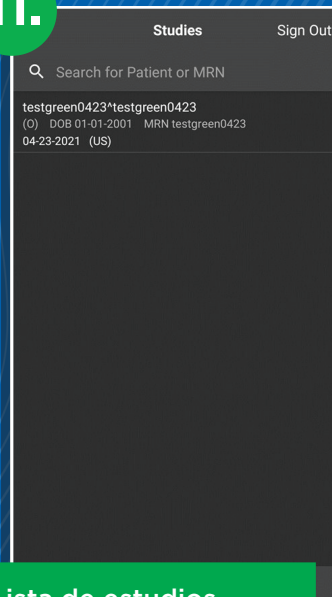 Studies
Sign Out
Search for Patient or MRN
testgreen0423^testgreen0423
(O) DOB 01-01-2001 MRN testgreen0423
04-23-2021 (US)
ista de estudios